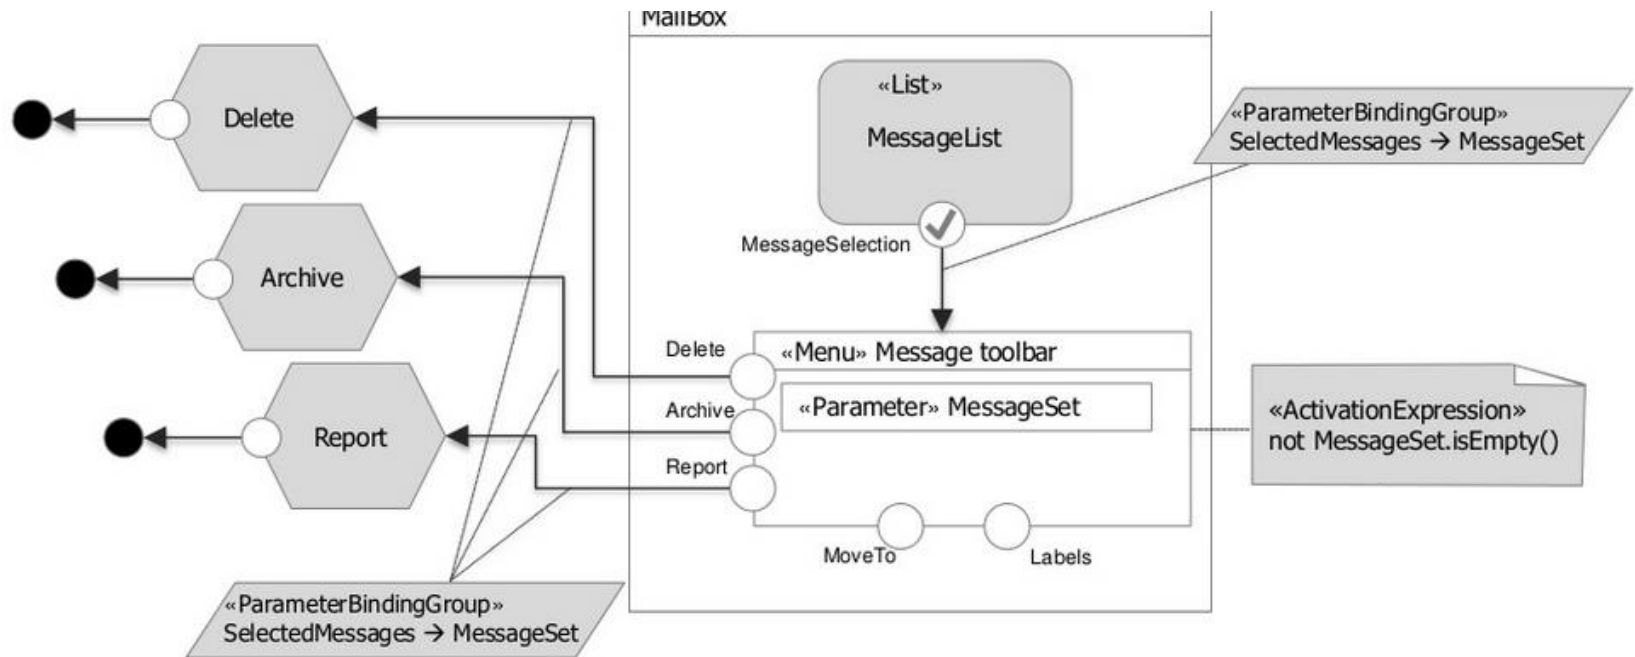 MailBox
«List»
MessageList
MessageSelection
«ParameterBindingGroup»
SelectedMessages → MessageSet
Delete
Archive
Report
Delete
Archive
Report
«Menu» Message toolbar
«Parameter» MessageSet
MoveTo
Labels
«ActivationExpression»
not MessageSet.isEmpty()
«ParameterBindingGroup»
SelectedMessages → MessageSet